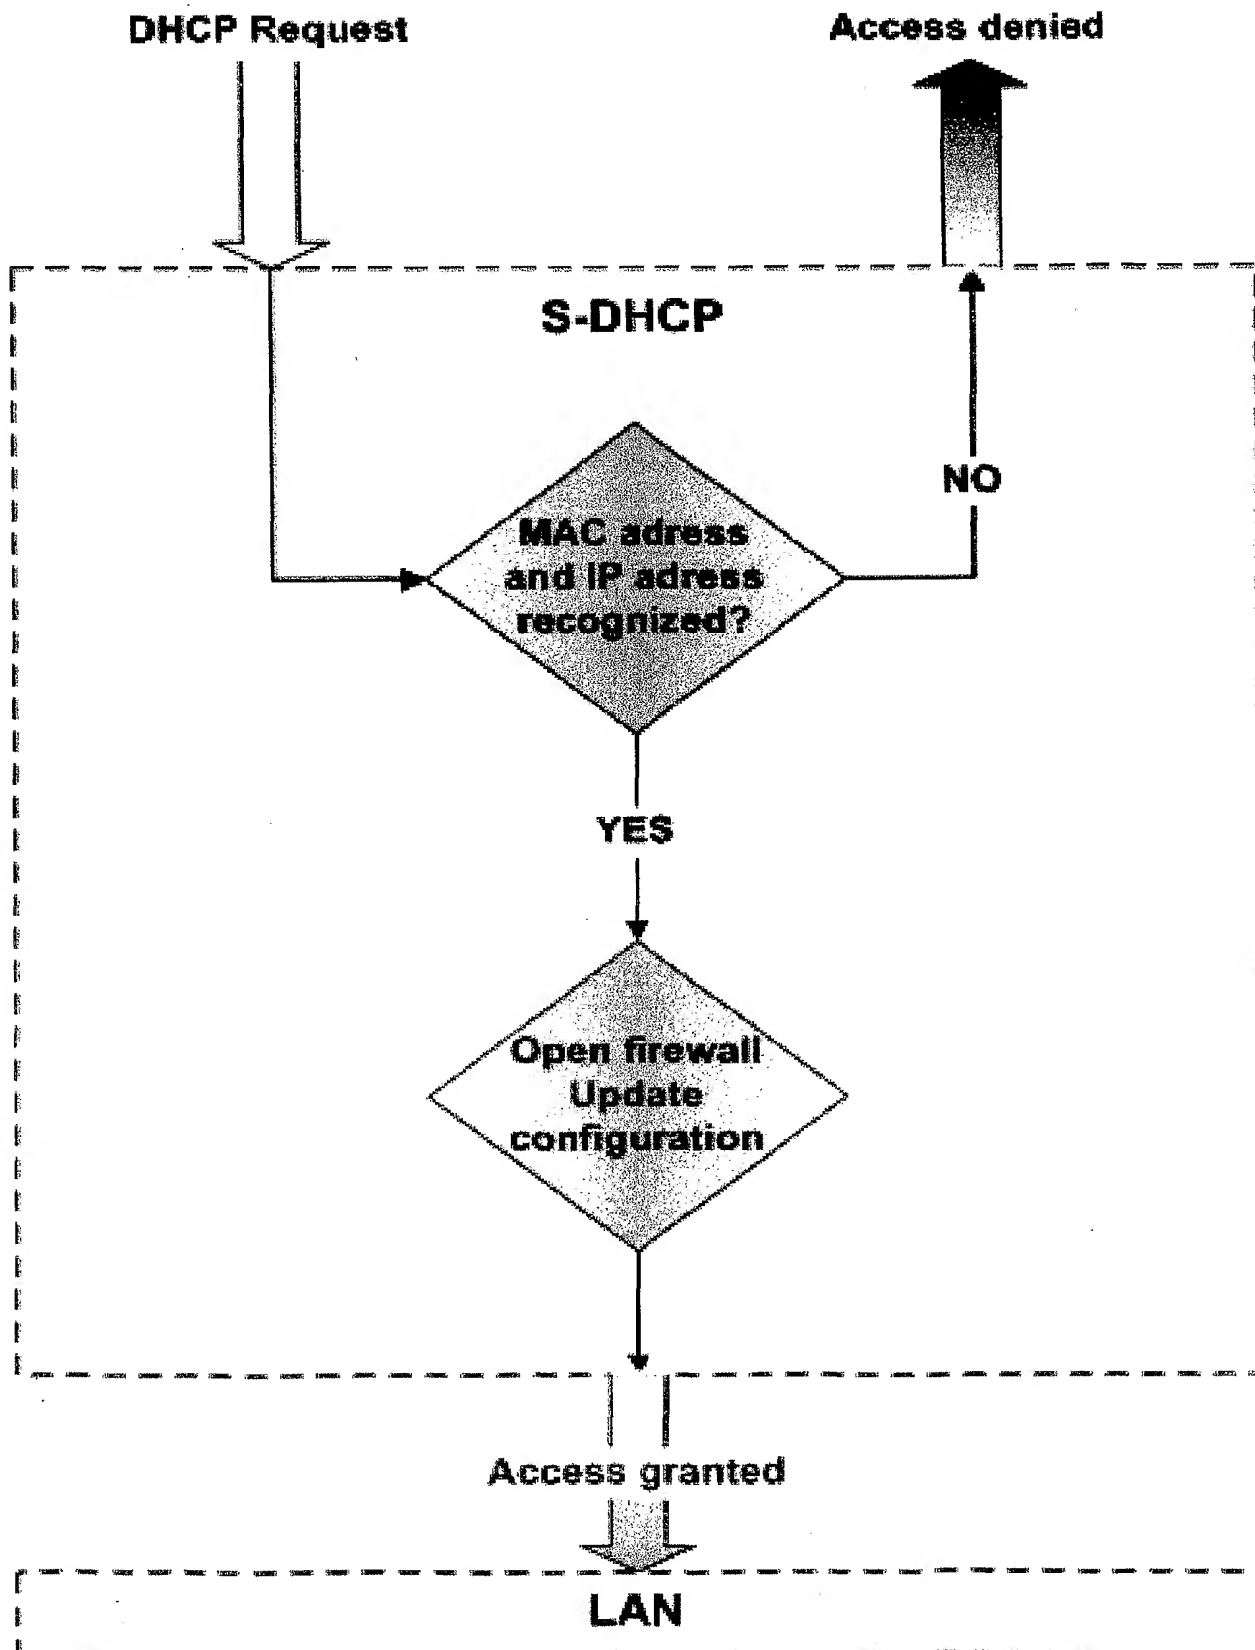 DHCP Request
Access denied
S-DHCP
NO
MAC adress
and IP adress
recognized?
YES
Open firewall
Update
configuration
Access granted
LAN